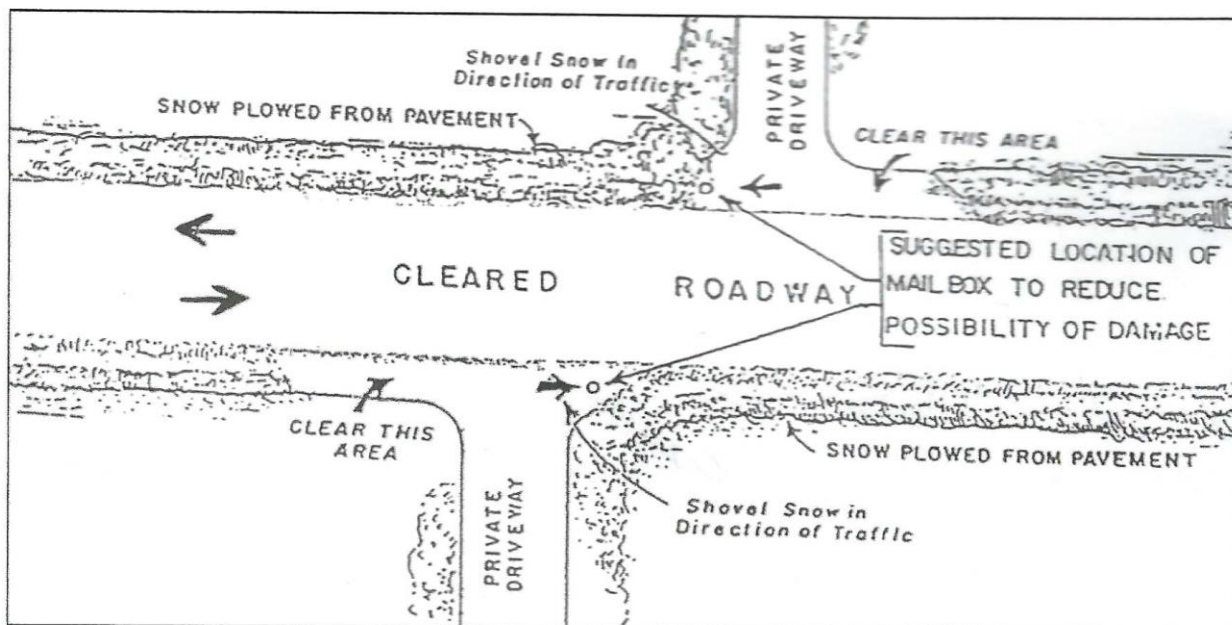 Shovel Snow in
Direction of Traffic
SNOW PLOWED FROM PAVEMENT
PRIVATE
DRIVEWAY
CLEAR THIS AREA
CLEARED ROADWAY
SUGGESTED LOCATION OF
MAILBOX TO REDUCE
POSSIBILITY OF DAMAGE
CLEAR THIS
AREA
SNOW PLOWED FROM PAVEMENT
PRIVATE
DRIVEWAY
Shovel Snow in
Direction of Traffic